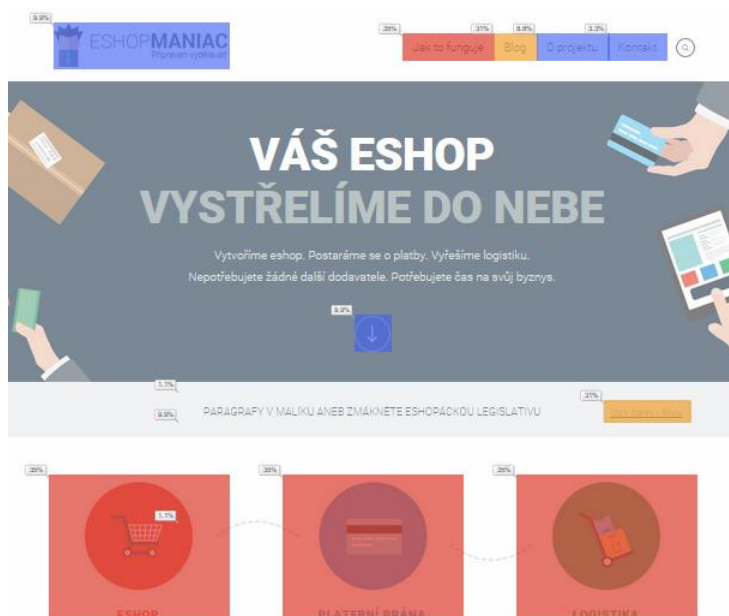 9.9%
35%
31%
8.8%
3.3%
ESHOPMANIAC
Připraven vydělávat
Jak to funguje
Blog
O projektu
Kontakt
VÁŠ ESHOP
VYSTŘELÍME DO NEBE
Vytvoříme eshop. Postaráme se o platby. Vyřešíme logistiku.
Nepotřebujete žádné další dodavatele. Potřebujete čas na svůj byznys.
9.9%
1.1%
31%
9.9%
PARAGRAFY V MALÍKU ANEB ZMÁKNĚTE ESHOPÁCKOU LEGISLATIVU
35%
35%
35%
1.1%
ESHOP
PLATEBNÍ BRÁNA
LOGISTIKA